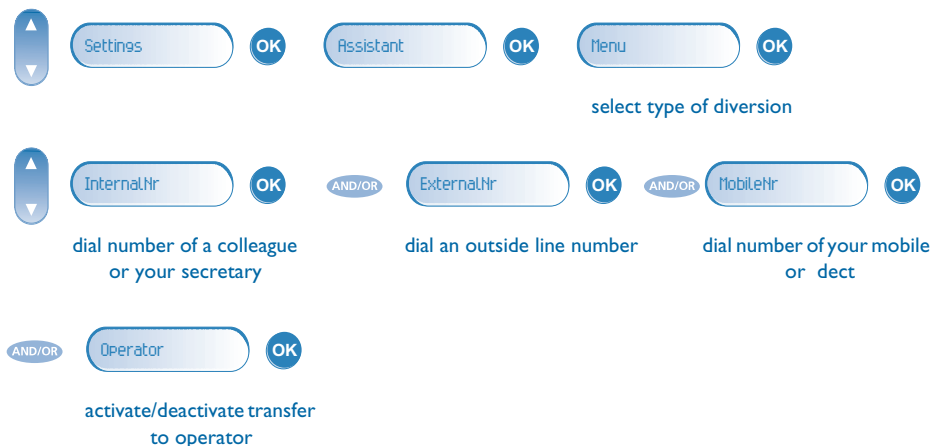 Settings OK Assistant OK Menu OK
select type of diversion
InternalNr OK AND/OR ExternalNr OK AND/OR MobileNr OK
dial number of a colleague dial an outside line number dial number of your mobile
or your secretary or dect
AND/OR Operator OK
activate/deactivate transfer
to operator